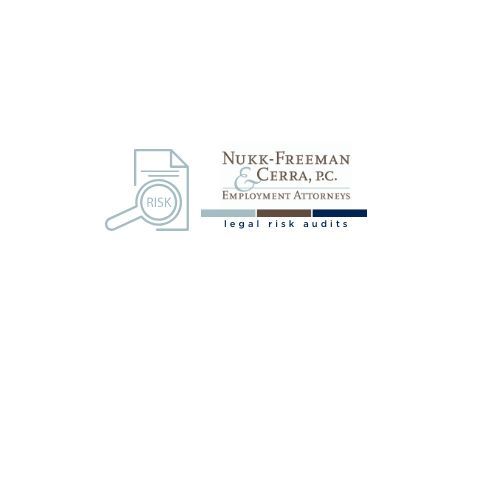 RISK
NUKK-FREEMAN
& CERRA, P.C.
EMPLOYMENT ATTORNEYS
legal risk audits